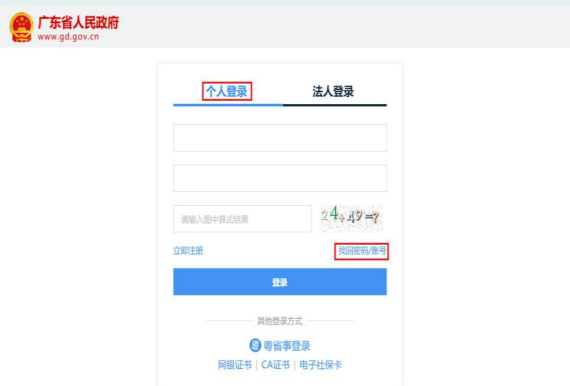 广东省人民政府
www.gd.gov.cn
个人登录 法人登录
请输入图中算式结果
立即注册 找回密码/账号
登录
其他登录方式
粤省事登录
网银证书 | CA证书 | 电子社保卡